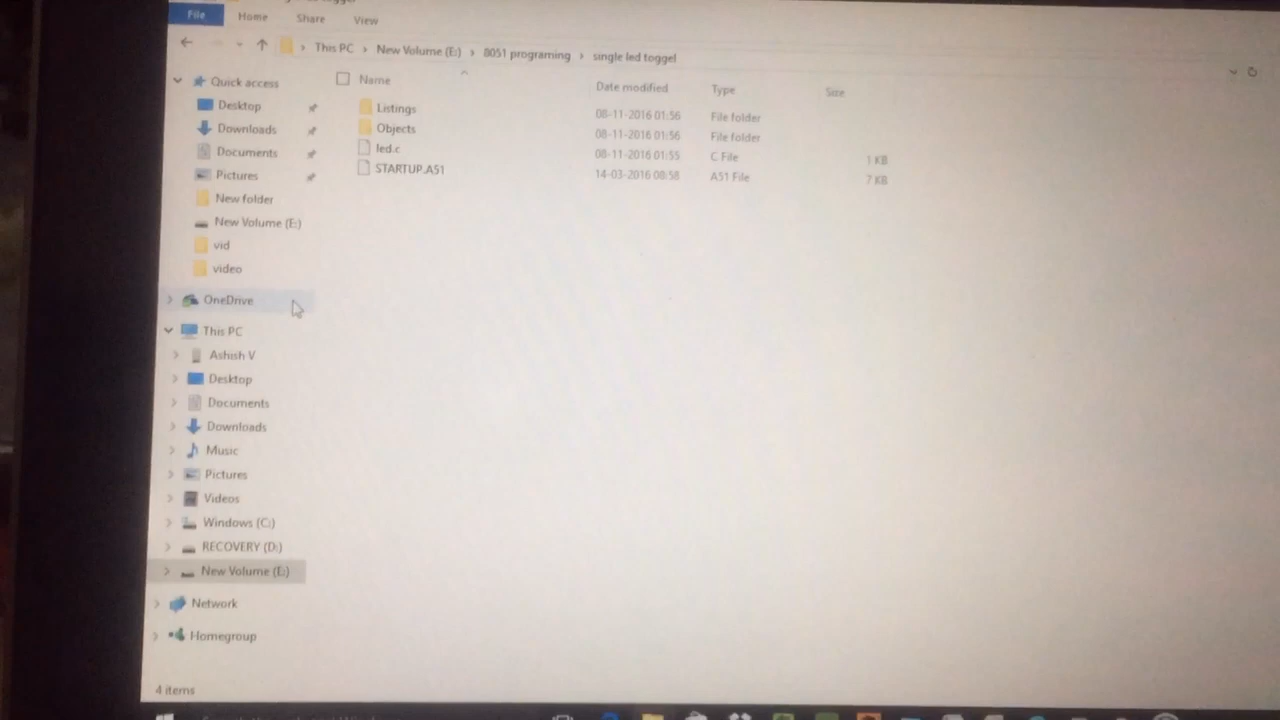 File Home Share View
This PC > New Volume (E:) > 8051 programing > single led toggel
Name Date modified Type Size
Listings 08-11-2016 01:56 File folder
Objects 08-11-2016 01:56 File folder
led.c 08-11-2016 01:55 C File 1 KB
STARTUP.A51 14-03-2016 08:58 A51 File 7 KB
Quick access
Desktop
Downloads
Documents
Pictures
New folder
New Volume (E:)
vid
video
OneDrive
This PC
Ashish V
Desktop
Documents
Downloads
Music
Pictures
Videos
Windows (C:)
RECOVERY (D:)
New Volume (E:)
Network
Homegroup
4 items